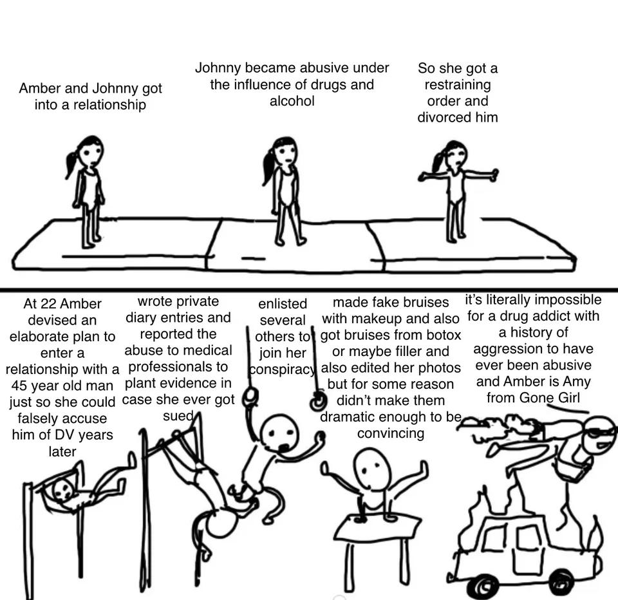 Amber and Johnny got
into a relationship
Johnny became abusive under
the influence of drugs and
alcohol
So she got a
restraining
order and
divorced him
At 22 Amber
devised an
elaborate plan to
enter a
relationship with a
45 year old man
just so she could
falsely accuse
him of DV years
later
wrote private
diary entries and
reported the
abuse to medical
professionals to
plant evidence in
case she ever got
sued
enlisted
several
others to
join her
conspiracy
made fake bruises
with makeup and also
got bruises from botox
or maybe filler and
also edited her photos
but for some reason
didn't make them
dramatic enough to be
convincing
it's literally impossible
for a drug addict with
a history of
aggression to have
ever been abusive
and Amber is Amy
from Gone Girl